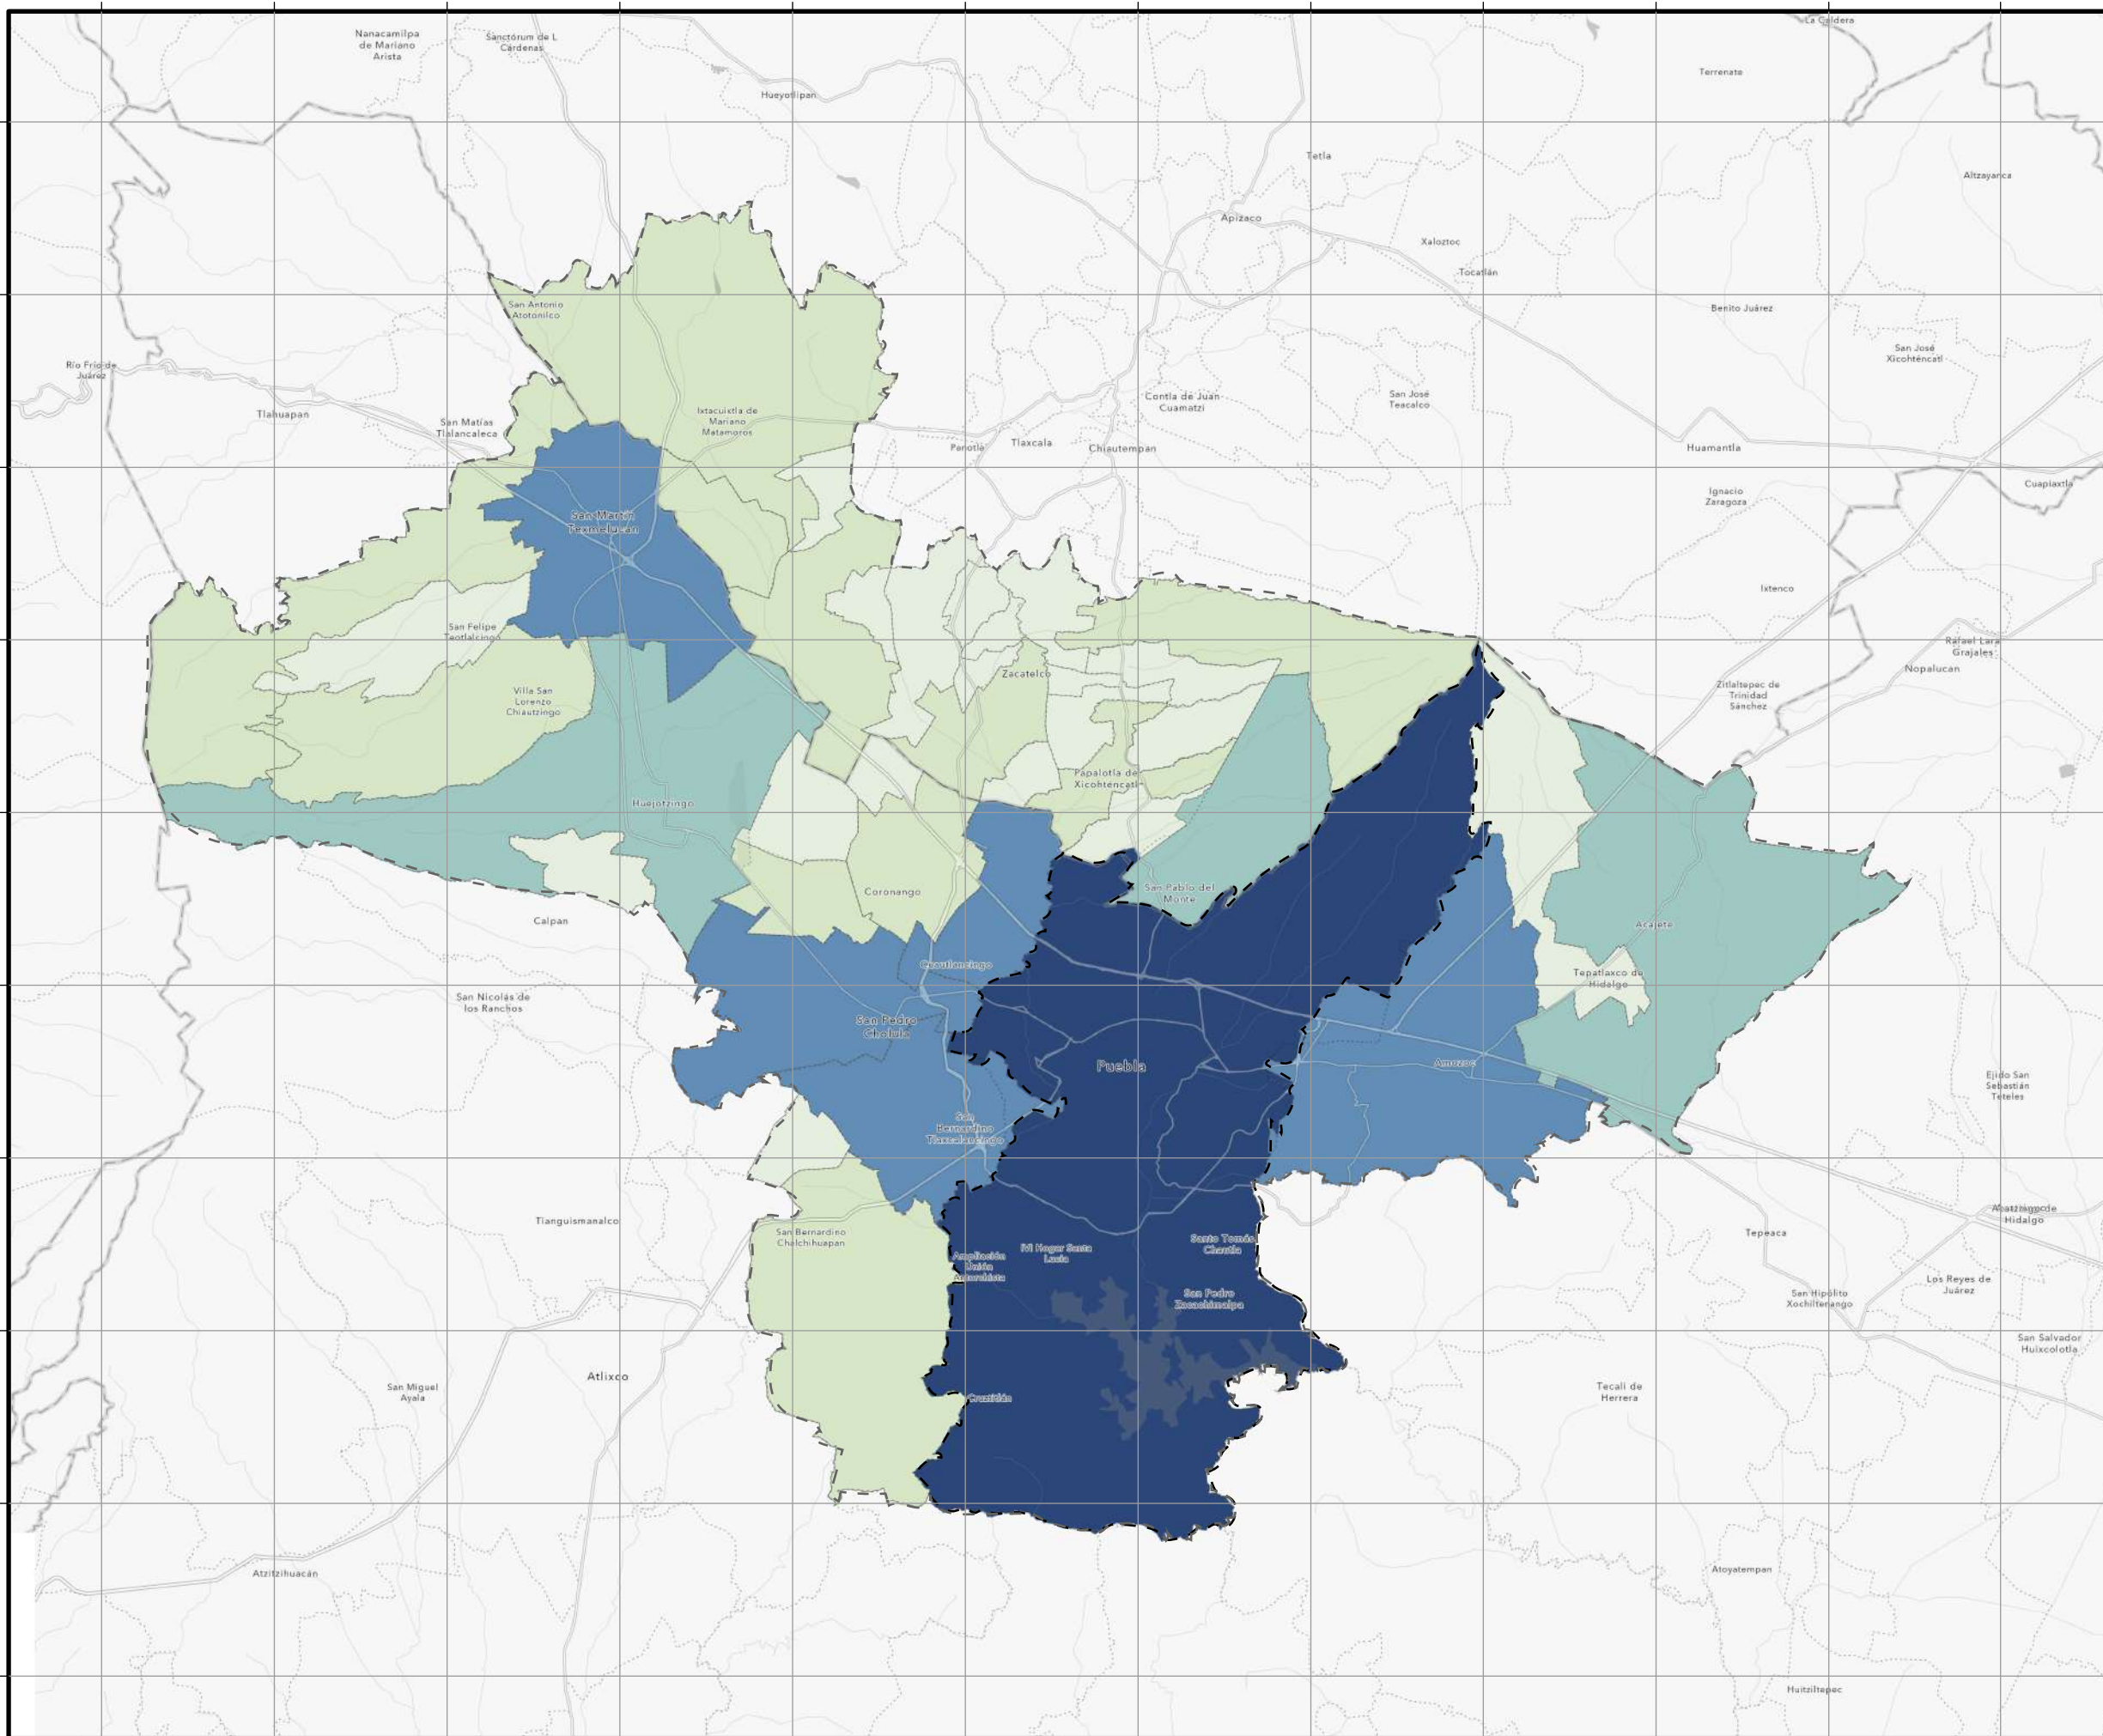 La Caldera
Nanacamilpa
de Mariano
Arista
Sanctórum de L
Cárdenas
Terrenate
Hueyotlipan
Tetla
Altzayanca
Apizaco
Xaloztoc
Tocatlán
San Antonio
Atotonilco
Benito Juárez
San José
Xicohténcatl
Río Frío de
Juárez
Tlahuapan
San Matías
Tlalancaleca
Ixtacuixtla de
Mariano
Matamoros
Contla de Juan
Cuamatzi
San José
Teacalco
Panotla
Tlaxcala
Chiautempan
Huamantla
Cuapiaxtla
Ignacio
Zaragoza
San Martín
Texmelucan
Ixtenco
San Felipe
Teotlalcingo
Rafael Lara
Grajales
Nopalucan
Zacatelco
Villa San
Lorenzo
Chiautzingo
Zitlaltepec de
Trinidad
Sánchez
Papalotla de
Xicohténcatl
Huejotzingo
San Pablo del
Monte
Coronango
Calpan
Acajete
Cuautlancingo
Tepatlaxco de
Hidalgo
San Nicolás de
los Ranchos
San Pedro
Cholula
Puebla
Amozoc
Ejido San
Sebastián
Teteles
San
Bernardino
Tlaxcalancingo
Tianguismanalco
Hidalgo
San Bernardino
Chalchihuapan
Tepeaca
Santo Tomás
Chautla
IVI Hogar Santa
Lucía
Ampliación
Unión
Antorchista
San Pedro
Zacachimalpa
Los Reyes de
Juárez
San Hipólito
Xochiltenango
San Salvador
Huixcolotla
Atlixco
San Miguel
Ayala
Cruztitlán
Tecali de
Herrera
Atzitzihuacán
Atoyatempan
Huitziltepec